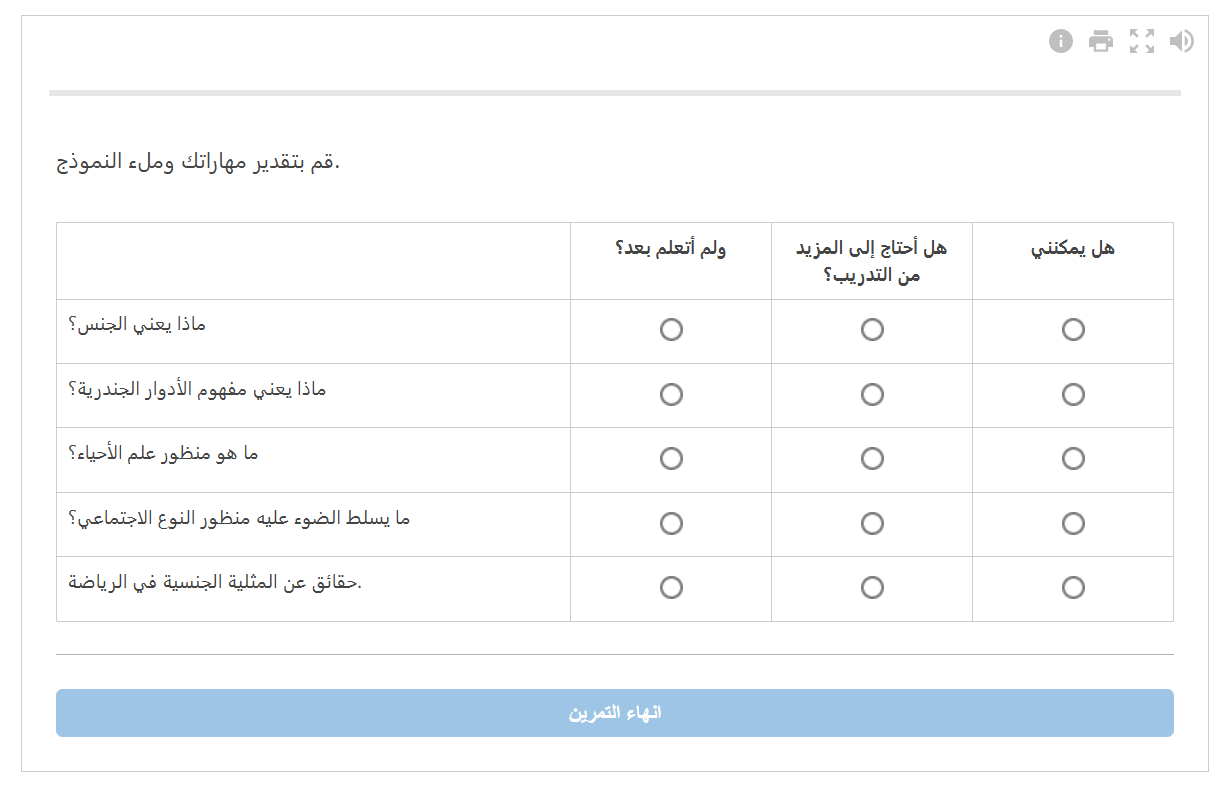 قم بتقدير مهاراتك وملء النموذج.
هل يمكنني
هل أحتاج إلى المزيد
من التدريب؟
ولم أتعلم بعد؟
ماذا يعني الجنس؟
ماذا يعني مفهوم الأدوار الجندرية؟
ما هو منظور علم الأحياء؟
ما يسلط الضوء عليه منظور النوع الاجتماعي؟
حقائق عن المثلية الجنسية في الرياضة.
انهاء التمرين